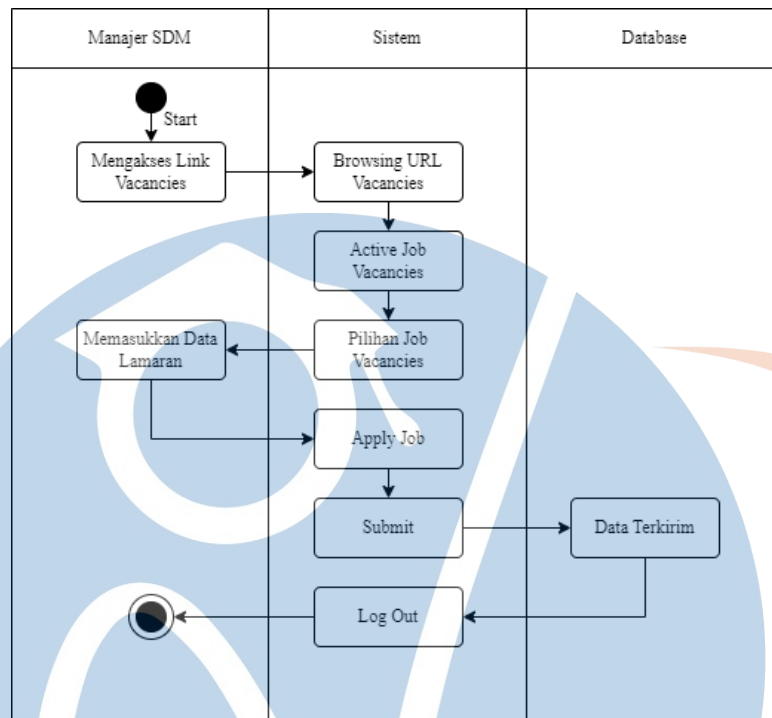 Manajer SDM
Sistem
Database
Start
Mengakses Link
Vacancies
Browsing URL
Vacancies
Active Job
Vacancies
Memasukkan Data
Lamaran
Pilihan Job
Vacancies
Apply Job
Submit
Data Terkirim
Log Out